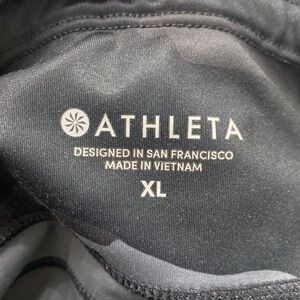 ATHLETA
DESIGNED IN SAN FRANCISCO
MADE IN VIETNAM
XL